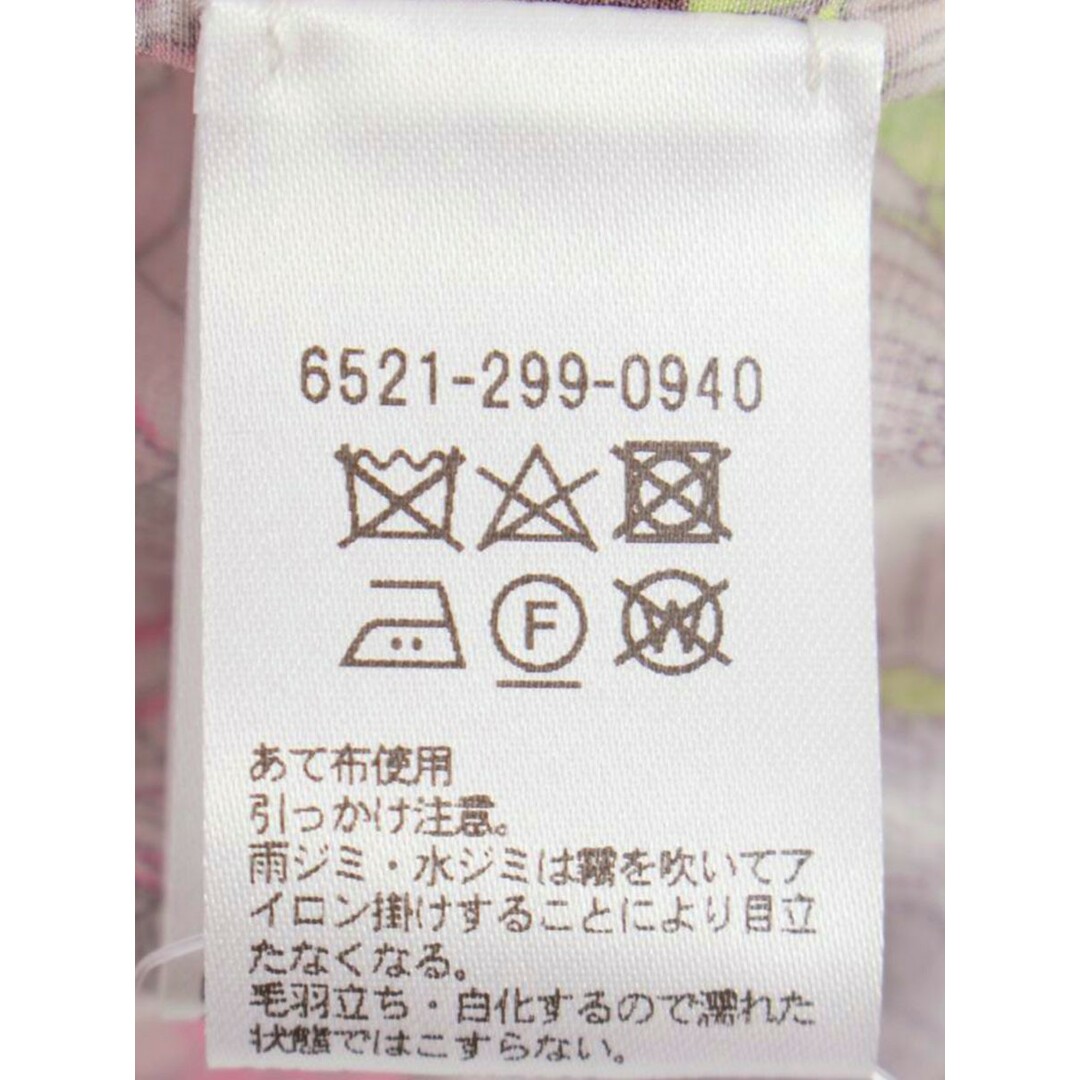 6521-299-0940
F
W
あて布使用
引っかけ注意。
雨ジミ・水ジミは霧を吹いてア
イロン掛けすることにより目立
たなくなる。
毛羽立ち・白化するので濡れた
状態ではこすらない。